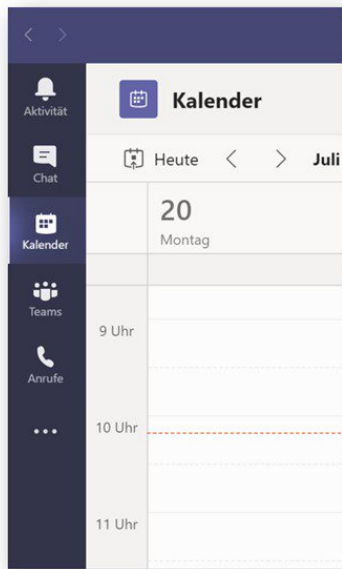 Aktivität
Chat
Kalender
Teams
Anrufe
Kalender
Heute
Juli
20
Montag
9 Uhr
10 Uhr
11 Uhr